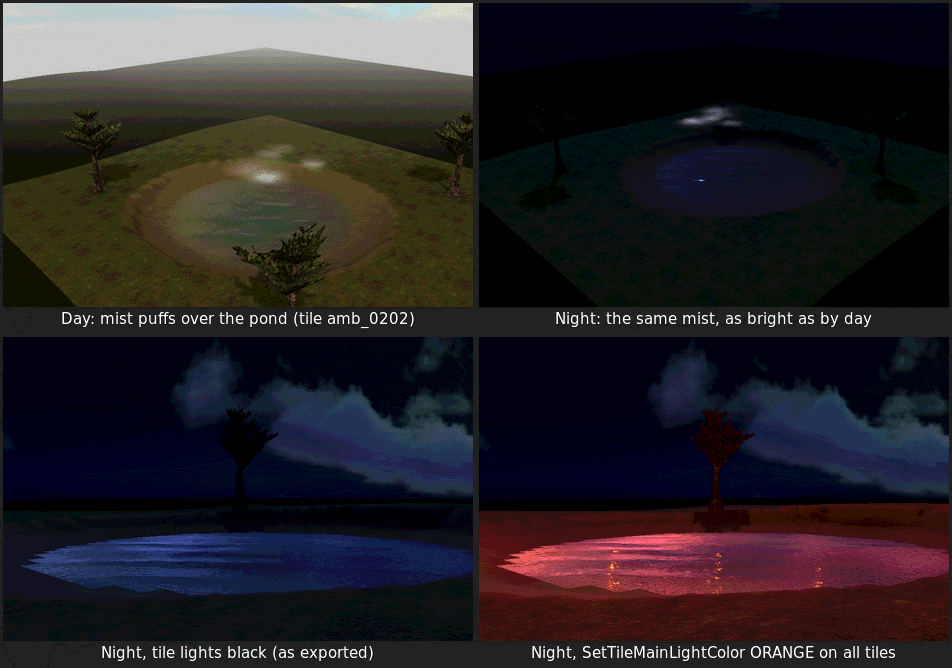 Day: mist puffs over the pond (tile amb_0202)
Night: the same mist, as bright as by day
Night, tile lights black (as exported)
Night, SetTileMainLightColor ORANGE on all tiles